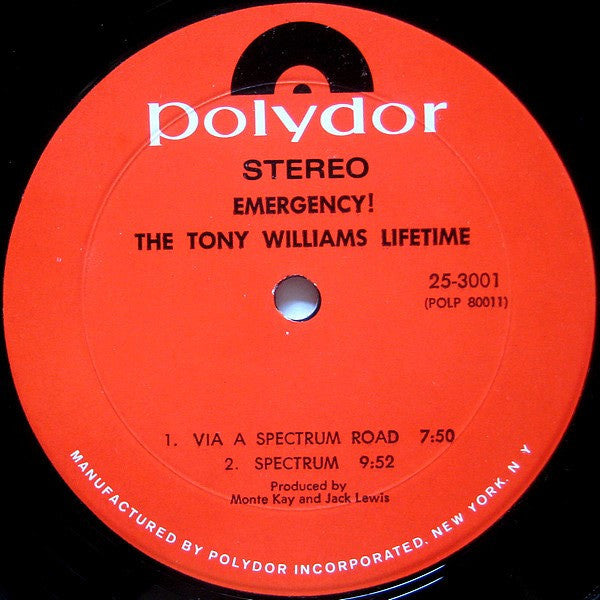 polydor
STEREO
EMERGENCY!
THE TONY WILLIAMS LIFETIME
25-3001
(POLP 80011)
1. VIA A SPECTRUM ROAD 7:50
2. SPECTRUM 9:52
Produced by
Monte Kay and Jack Lewis
MANUFACTURED BY POLYDOR INCORPORATED, NEW YORK, N Y